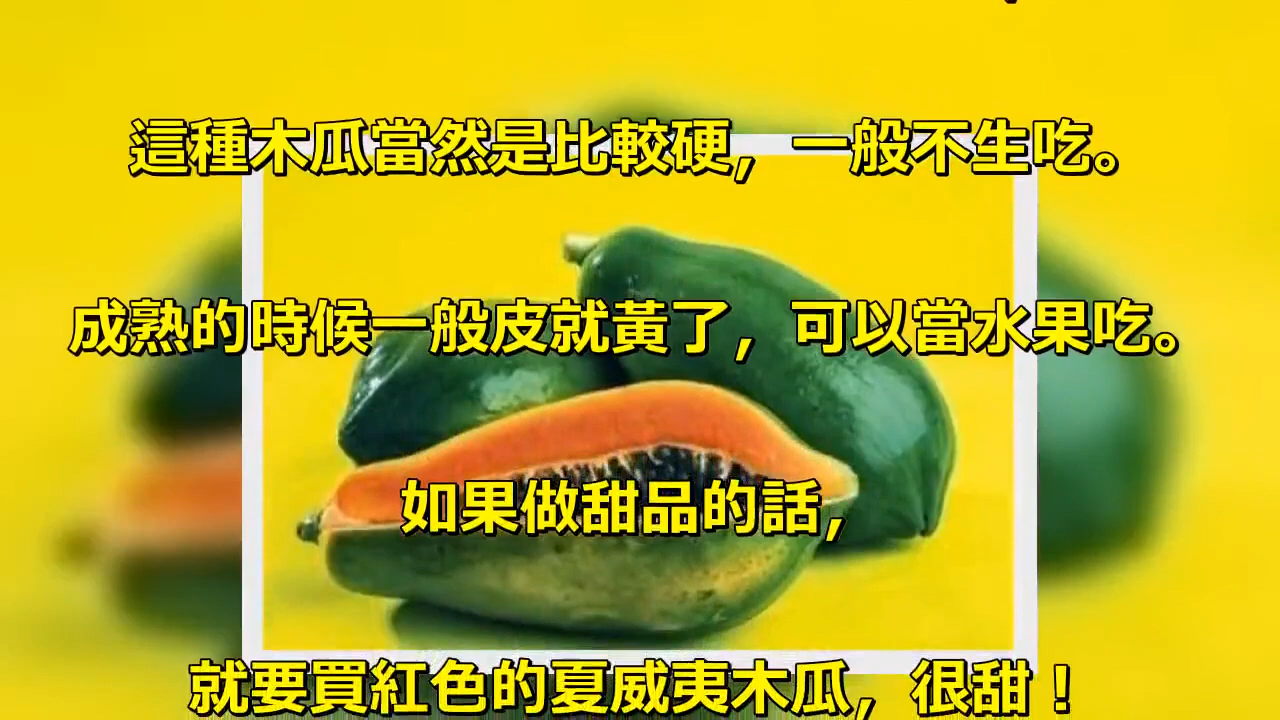 這種木瓜當然是比較硬，一般不生吃。
成熟的時候一般皮就黃了，可以當水果吃。
如果做甜品的話，
就要買紅色的夏威夷木瓜，很甜！